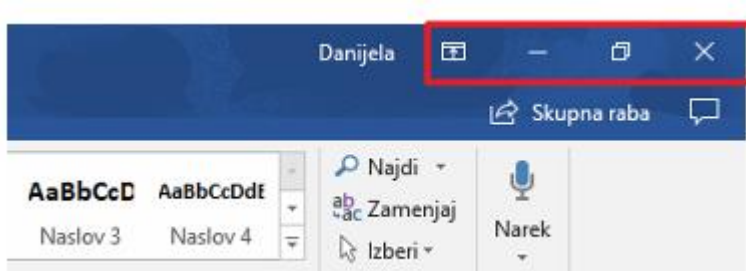 Danijela
Skupna raba
AaBbCcD AaBbCcDdE
Naslov 3 Naslov 4
Najdi
Zamenjaj
Izberi
Narek